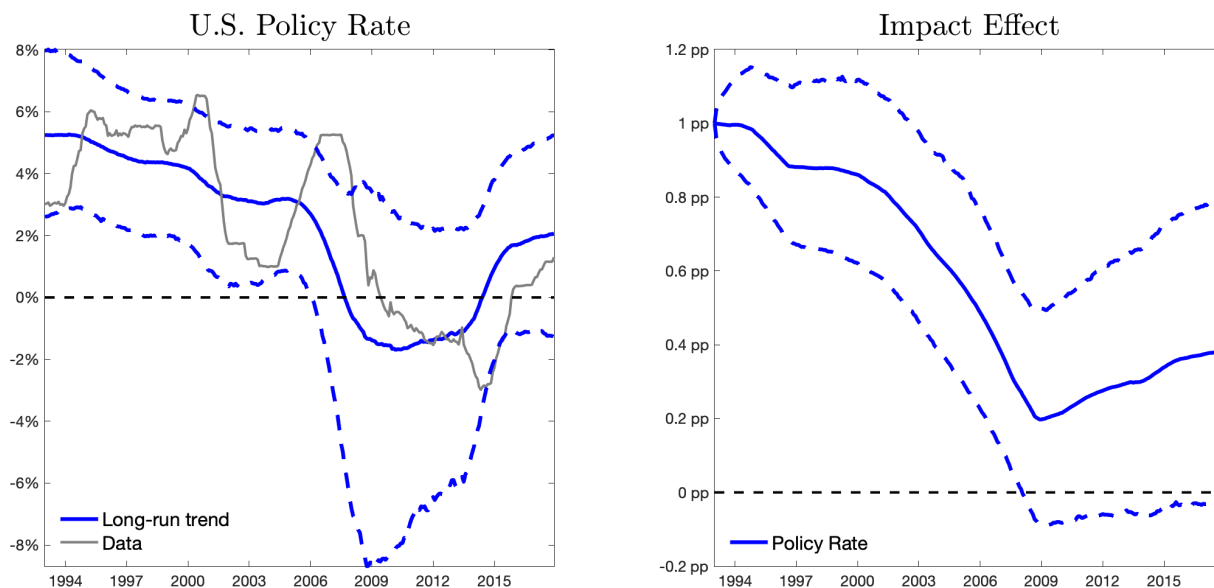 U.S. Policy Rate
8%
6%
4%
2%
0%
-2%
-4%
-6%
-8%
Long-run trend
Data
1994 1997 2000 2003 2006 2009 2012 2015
Impact Effect
1.2 pp
1 pp
0.8 pp
0.6 pp
0.4 pp
0.2 pp
0 pp
-0.2 pp
Policy Rate
1994 1997 2000 2003 2006 2009 2012 2015